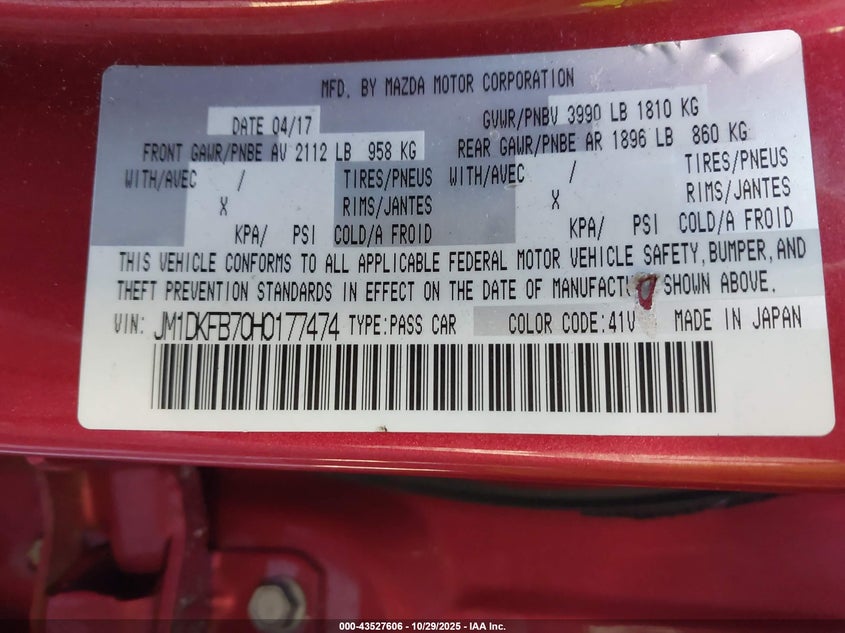 MFD. BY MAZDA MOTOR CORPORATION
DATE 04/17 GVWR/PNBV 3990 LB 1810 KG
FRONT GAWR/PNBE AV 2112 LB 958 KG REAR GAWR/PNBE AR 1896 LB 860 KG
WITH/AVEC / TIRES/PNEUS WITH/AVEC / TIRES/PNEUS
X RIMS/JANTES X RIMS/JANTES
KPA/ PSI COLD/A FROID KPA/ PSI COLD/A FROID
THIS VEHICLE CONFORMS TO ALL APPLICABLE FEDERAL MOTOR VEHICLE SAFETY, BUMPER, AND
THEFT PREVENTION STANDARDS IN EFFECT ON THE DATE OF MANUFACTU SHOWN ABOVE.
VIN: JM1DKFB70H0177474 TYPE:PASS CAR COLOR CODE:41V MADE IN JAPAN
000-43527606 | 10/29/2025 - IAA Inc.